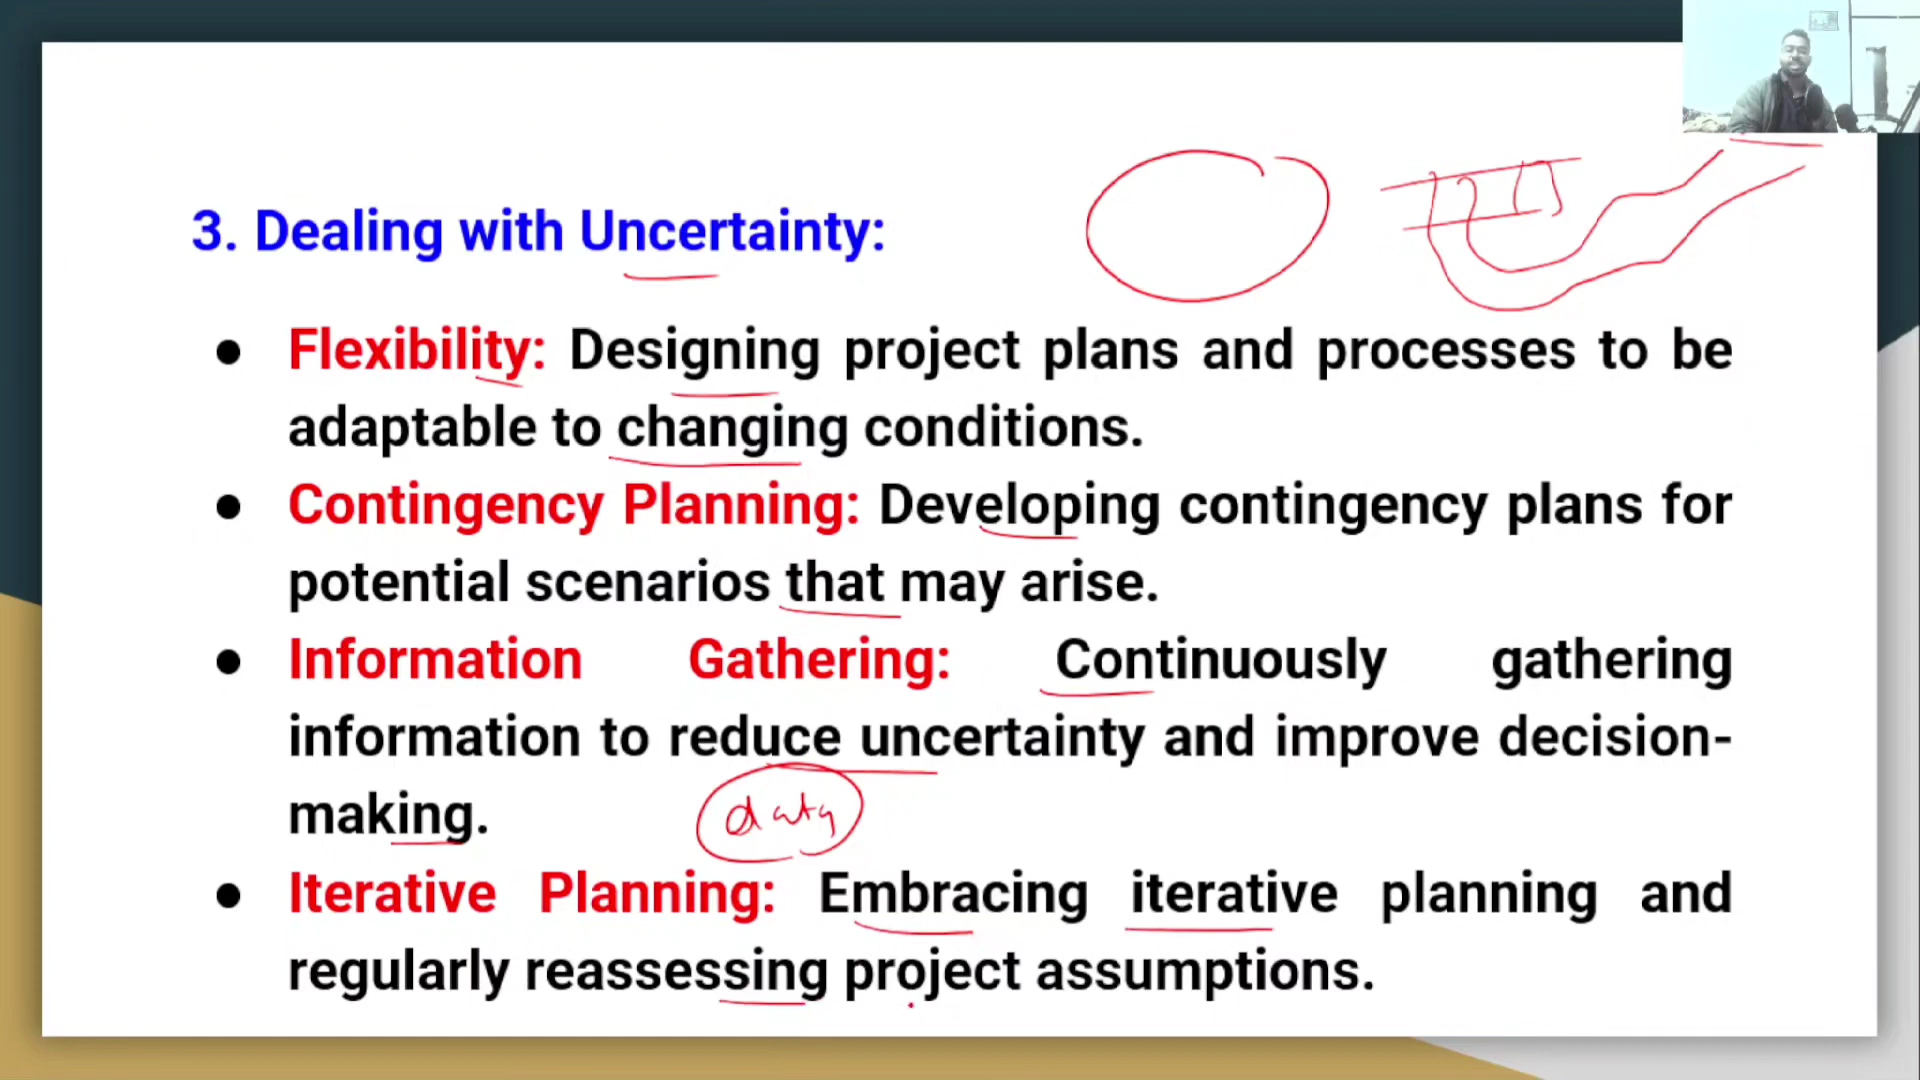 3. Dealing with Uncertainty:
● Flexibility: Designing project plans and processes to be
adaptable to changing conditions.
● Contingency Planning: Developing contingency plans for
potential scenarios that may arise.
● Information Gathering: Continuously gathering
information to reduce uncertainty and improve decision-
making.
data
● Iterative Planning: Embracing iterative planning and
regularly reassessing project assumptions.